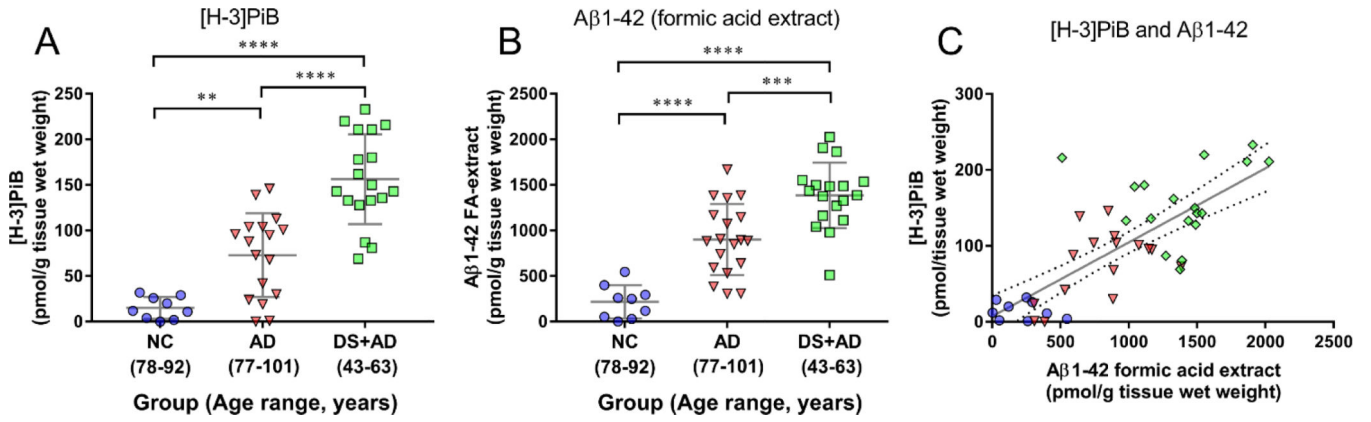 A
[H-3]PiB
****
**
****
[H-3]PiB
(pmol/g tissue wet weight)
250
200
150
100
50
0
NC
AD
DS+AD
(78-92)
(77-101)
(43-63)
Group (Age range, years)
B
Aβ1-42 (formic acid extract)
****
****
***
Aβ1-42 FA-extract
(pmol/g tissue wet weight)
2500
2000
1500
1000
500
0
NC
AD
DS+AD
(78-92)
(77-101)
(43-63)
Group (Age range, years)
C
[H-3]PiB and Aβ1-42
[H-3]PiB
(pmol/tissue wet weight)
300
200
100
0
0
500
1000
1500
2000
2500
Aβ1-42 formic acid extract
(pmol/g tissue wet weight)